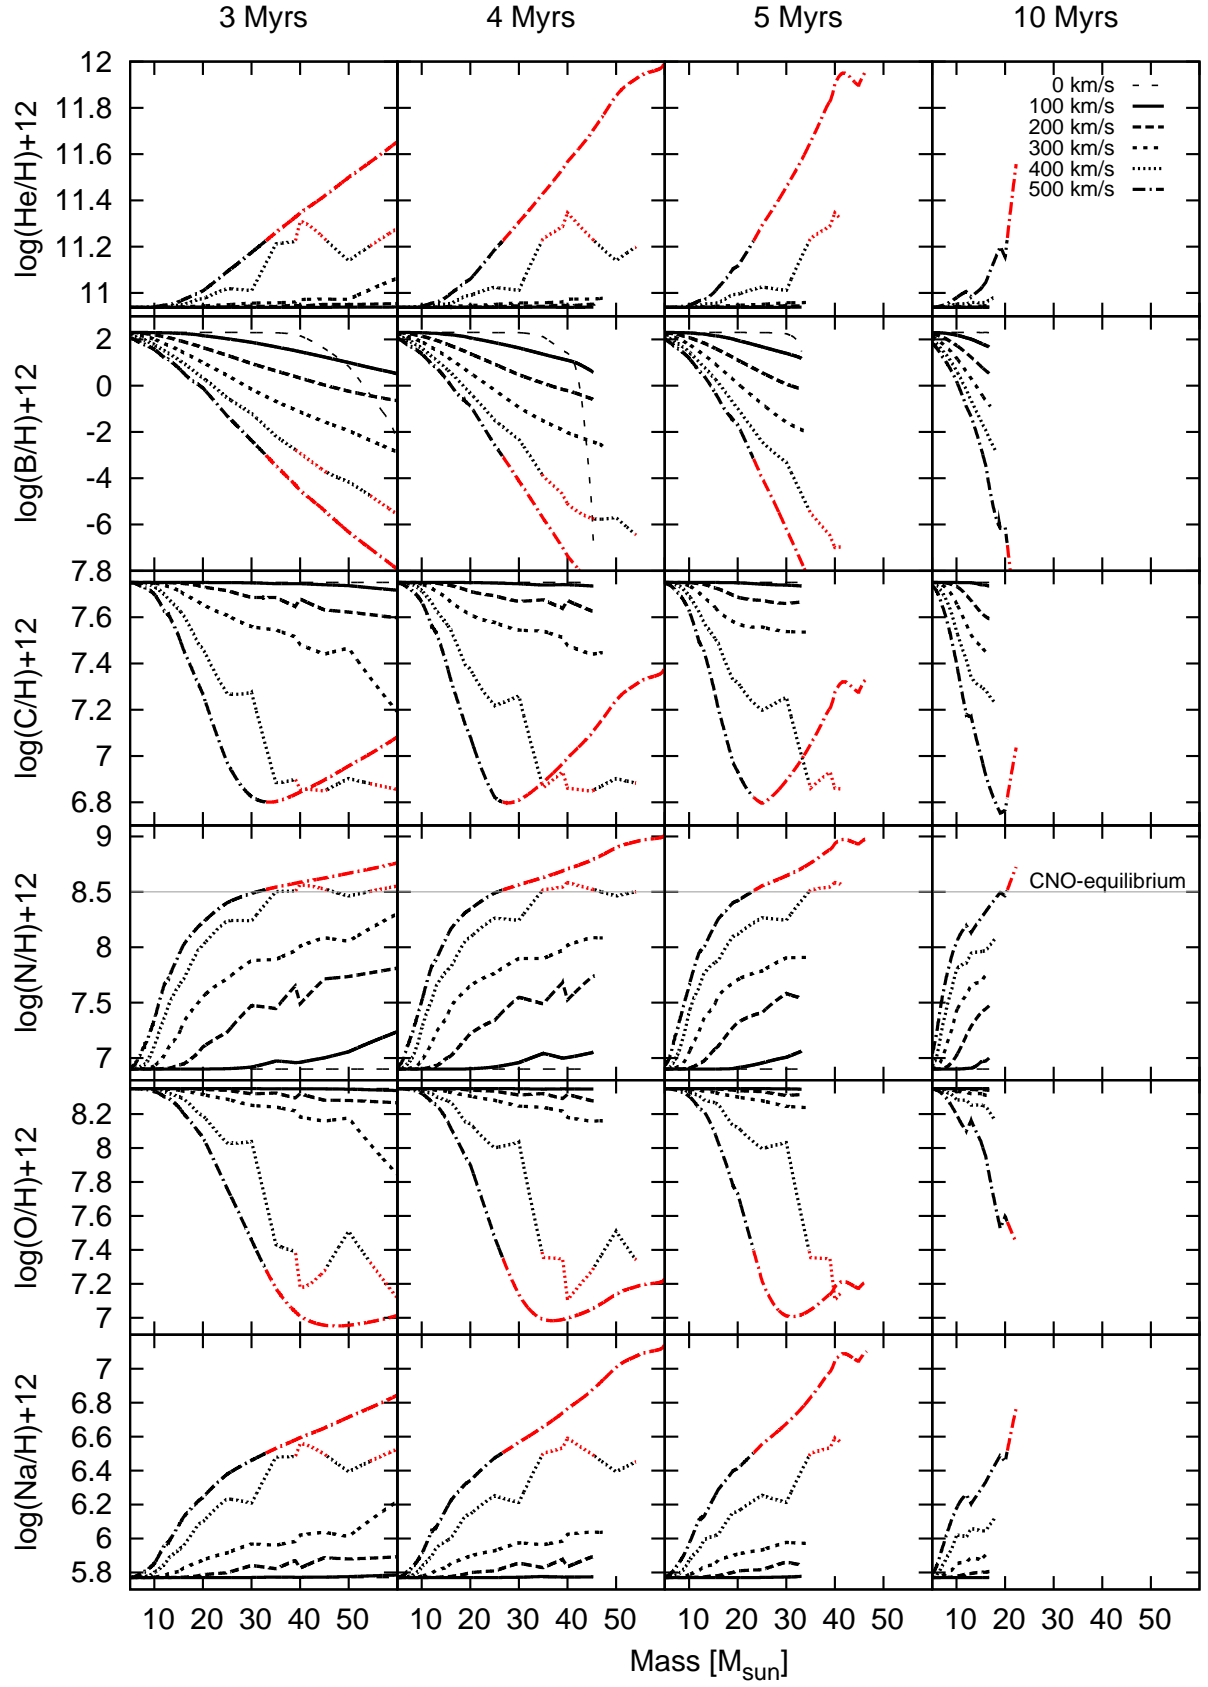 3 Myrs 4 Myrs 5 Myrs 10 Myrs
log(He/H)+12
12
11.8
11.6
11.4
11.2
11
0 km/s
100 km/s
200 km/s
300 km/s
400 km/s
500 km/s
log(B/H)+12
2
0
-2
-4
-6
log(C/H)+12
7.8
7.6
7.4
7.2
7
6.8
log(N/H)+12
9
8.5
8
7.5
7
CNO-equilibrium
log(O/H)+12
8.2
8
7.8
7.6
7.4
7.2
7
log(Na/H)+12
7
6.8
6.6
6.4
6.2
6
5.8
10 20 30 40 50 10 20 30 40 50 10 20 30 40 50 10 20 30 40 50
Mass [M_sun]